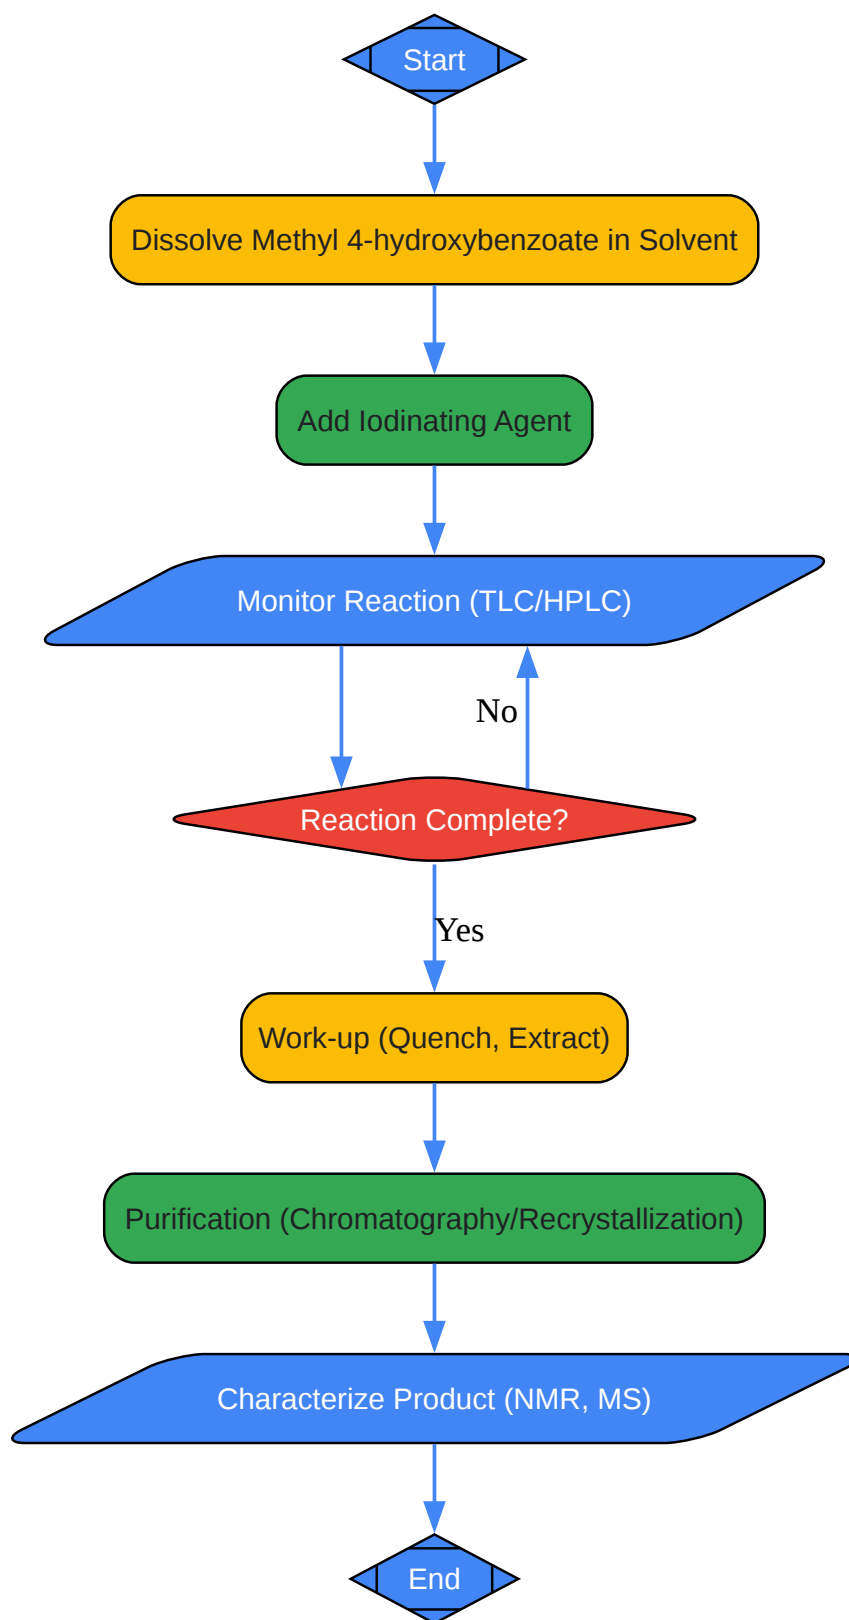 Start
Dissolve Methyl 4-hydroxybenzoate in Solvent
Add Iodinating Agent
Monitor Reaction (TLC/HPLC)
No
Reaction Complete?
Yes
Work-up (Quench, Extract)
Purification (Chromatography/Recrystallization)
Characterize Product (NMR, MS)
End